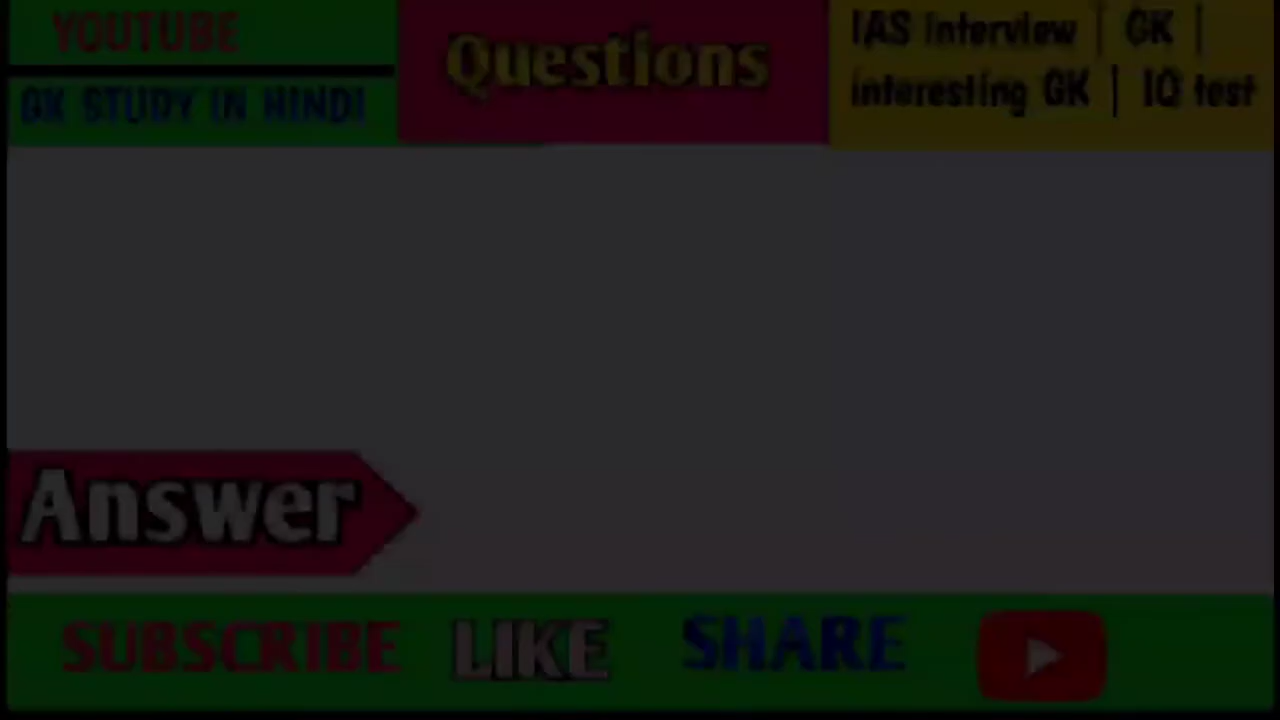 YOUTUBE
GK STUDY IN HINDI
Questions
IAS Interview | GK |
interesting GK | IQ test
Answer
SUBSCRIBE LIKE SHARE